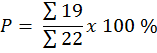 P = ∑ 19 / ∑ 22 x 100 %